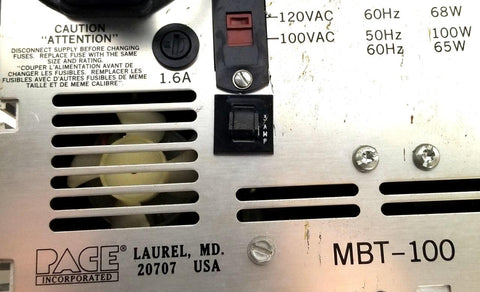 CAUTION
"ATTENTION"
DISCONNECT SUPPLY BEFORE CHANGING
FUSES. REPLACE FUSE WITH THE SAME
SIZE AND RATING.
"COUPER L'ALIMENTATION AVANT DE
CHANGER LES FUSIBLES. REMPLACER LES
FUSIBLES AVEC D'AUTRES FUSIBLES DE MEME
TAILLE ET DE MEME CALIBRE"
1.6A
120VAC 60Hz 68W
100VAC 50Hz 100W
60Hz 65W
3AMP
PACE®
INCORPORATED
LAUREL, MD.
20707 USA
MBT-100